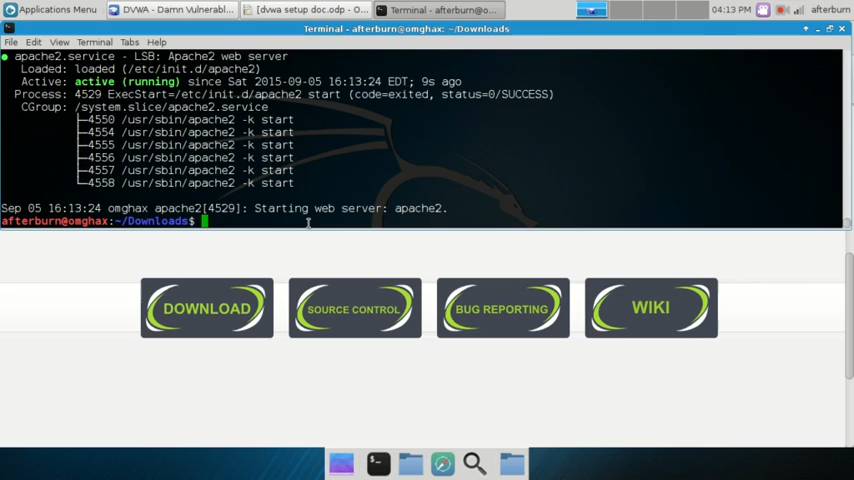 Applications Menu
DVWA - Damn Vulnerabl...
[dvwa setup doc.odp - O...
Terminal - afterburn@o...
04:13 PM
afterburn
Terminal - afterburn@omghax: ~/Downloads
File Edit View Terminal Tabs Help
● apache2.service - LSB: Apache2 web server
Loaded: loaded (/etc/init.d/apache2)
Active: active (running) since Sat 2015-09-05 16:13:24 EDT; 9s ago
Process: 4529 ExecStart=/etc/init.d/apache2 start (code=exited, status=0/SUCCESS)
CGroup: /system.slice/apache2.service
├─4550 /usr/sbin/apache2 -k start
├─4554 /usr/sbin/apache2 -k start
├─4555 /usr/sbin/apache2 -k start
├─4556 /usr/sbin/apache2 -k start
├─4557 /usr/sbin/apache2 -k start
└─4558 /usr/sbin/apache2 -k start
Sep 05 16:13:24 omghax apache2[4529]: Starting web server: apache2.
afterburn@omghax:~/Downloads$
DOWNLOAD
SOURCE CONTROL
BUG REPORTING
WIKI